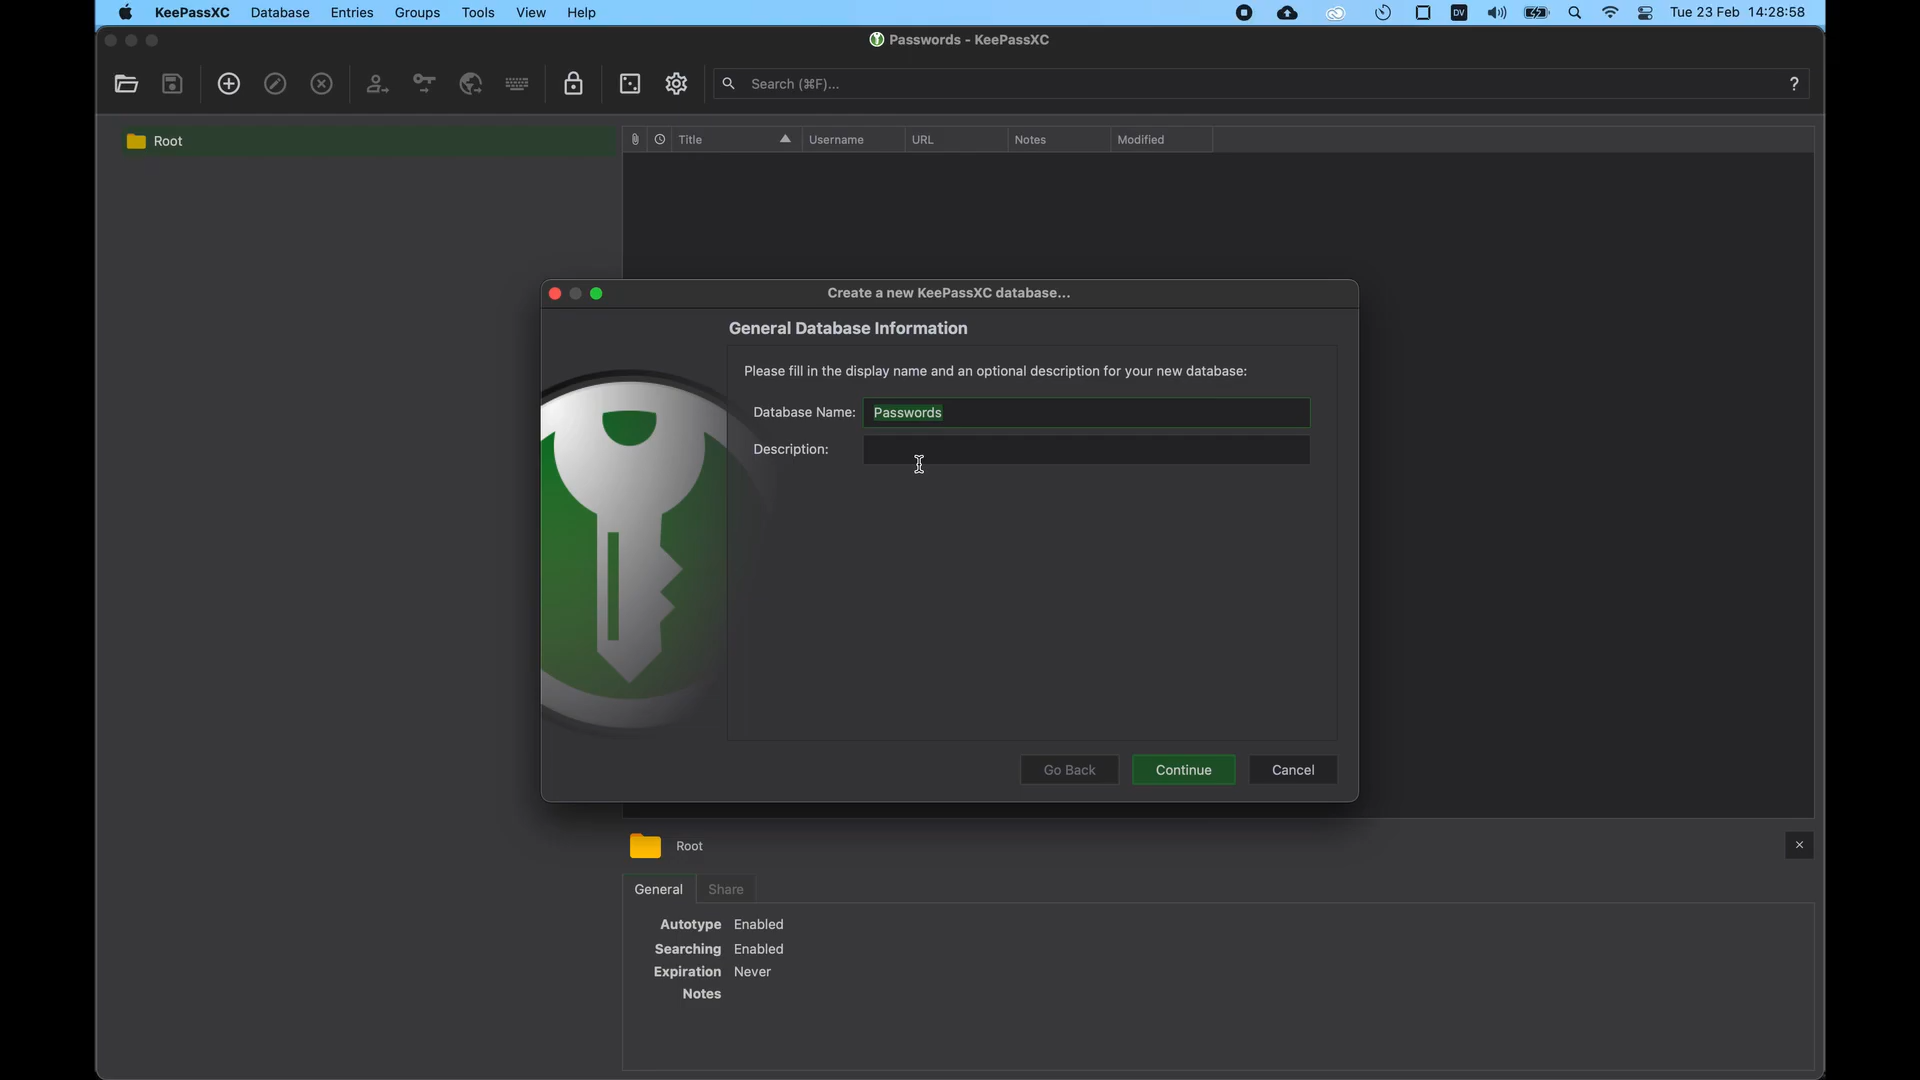 KeePassXC Database Entries Groups Tools View Help DV Tue 23 Feb 14:28:58
Passwords - KeePassXC
Search (⌘F)... ?
Root
Title Username URL Notes Modified
Create a new KeePassXC database...
General Database Information
Please fill in the display name and an optional description for your new database:
Database Name: Passwords
Description:
Go Back Continue Cancel
Root
General Share
Autotype Enabled
Searching Enabled
Expiration Never
Notes